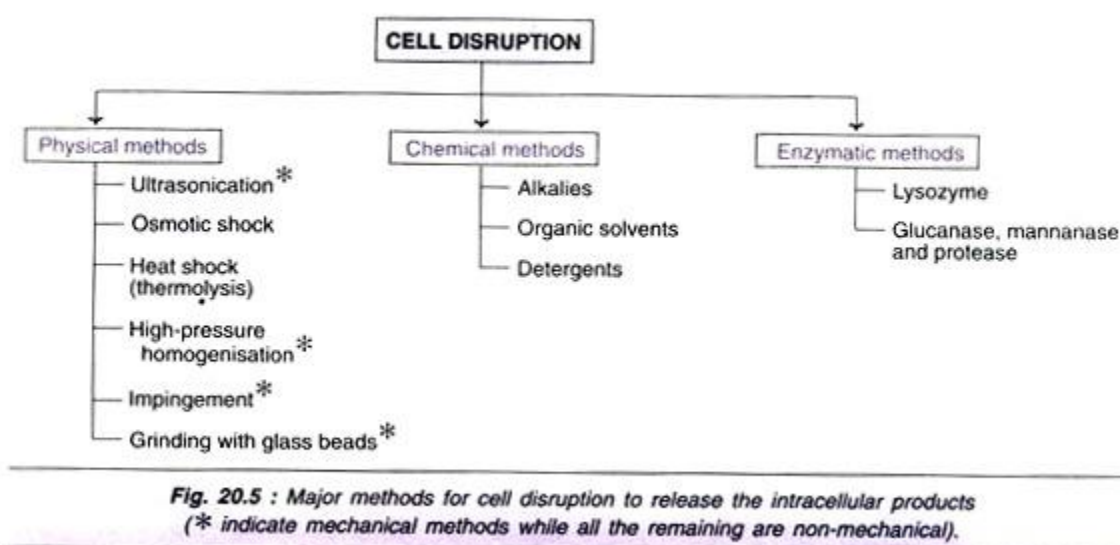 CELL DISRUPTION
Physical methods
Ultrasonication*
Osmotic shock
Heat shock
(thermolysis)
High-pressure
homogenisation*
Impingement*
Grinding with glass beads*
Chemical methods
Alkalies
Organic solvents
Detergents
Enzymatic methods
Lysozyme
Glucanase, mannanase
and protease
Fig. 20.5 : Major methods for cell disruption to release the intracellular products
(* indicate mechanical methods while all the remaining are non-mechanical).